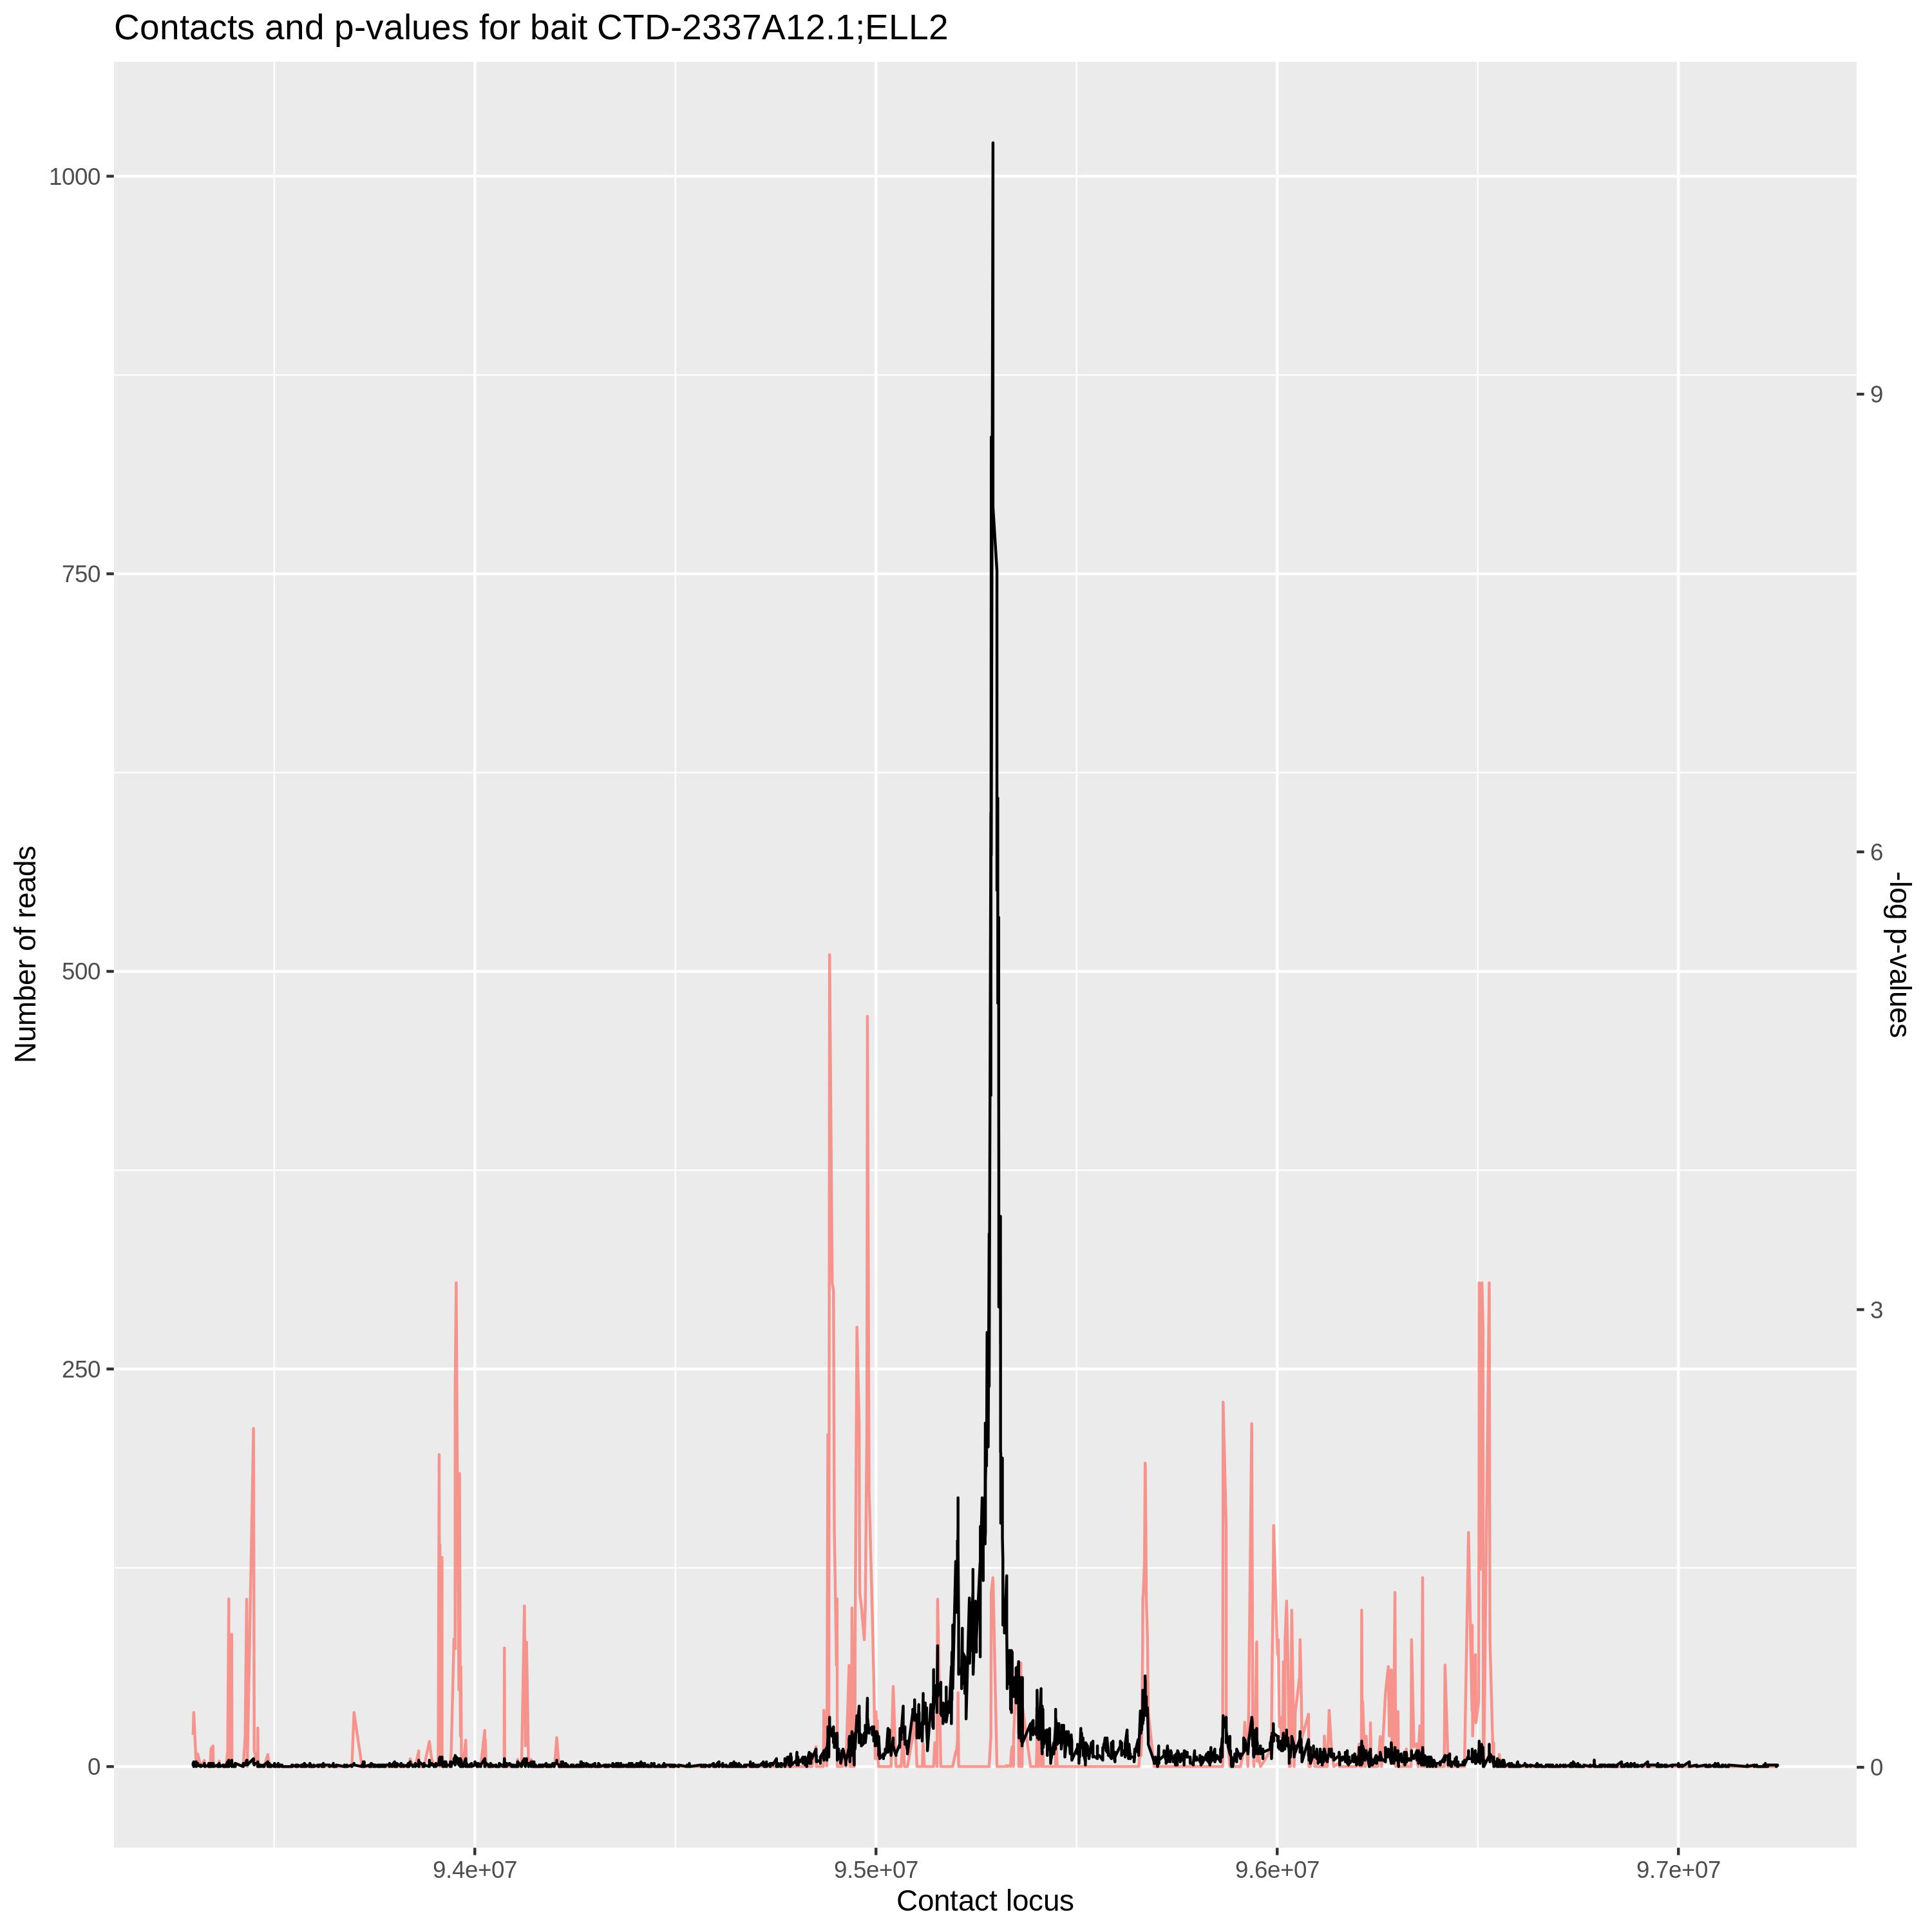 Contacts and p-values for bait CTD-2337A12.1;ELL2
1000
750
500
250
0
Number of reads
9
6
3
0
-log p-values
9.4e+07
9.5e+07
9.6e+07
9.7e+07
Contact locus